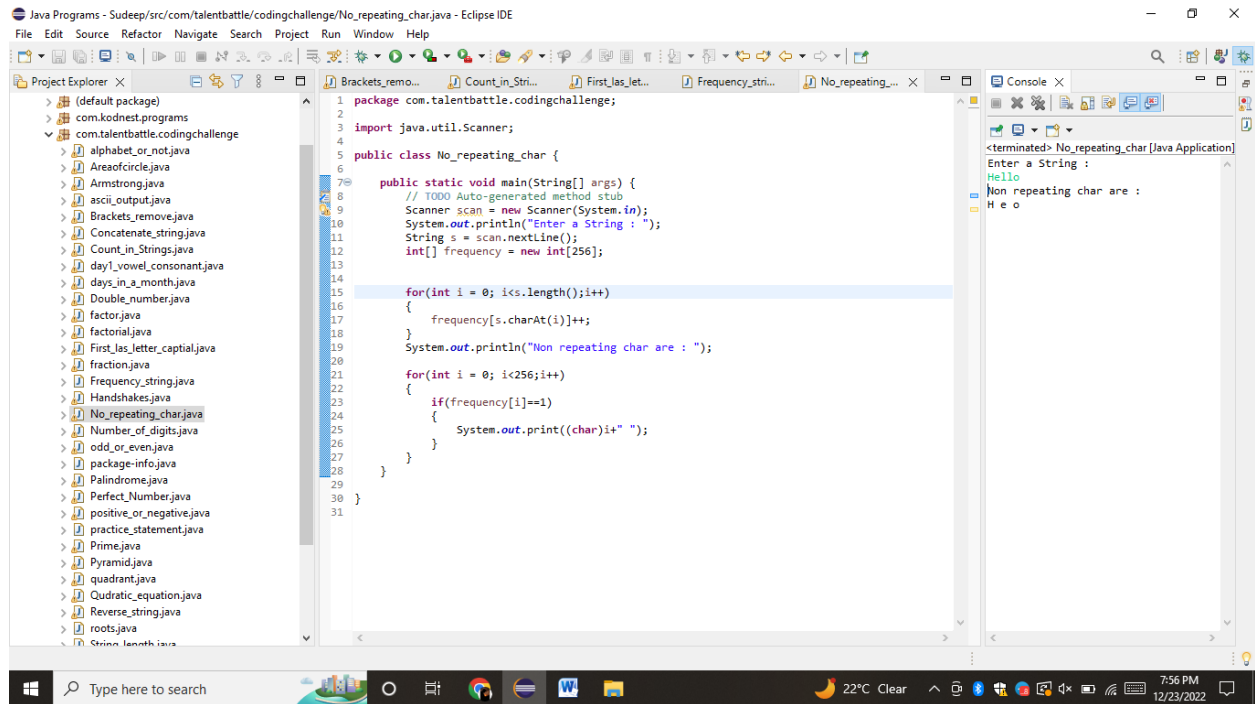 Java Programs - Sudeep/src/com/talentbattle/codingchallenge/No_repeating_char.java - Eclipse IDE
File Edit Source Refactor Navigate Search Project Run Window Help
Project Explorer
Brackets_remo... Count_in_Stri... First_las_let... Frequency_stri... No_repeating_...
Console
(default package)
com.kodnest.programs
com.talentbattle.codingchallenge
alphabet_or_not.java
Areaofcircle.java
Armstrong.java
ascii_output.java
Brackets_remove.java
Concatenate_string.java
Count_in_Strings.java
day1_vowel_consonant.java
days_in_a_month.java
Double_number.java
factor.java
factorial.java
First_las_letter_captial.java
fraction.java
Frequency_string.java
Handshakes.java
No_repeating_char.java
Number_of_digits.java
odd_or_even.java
package-info.java
Palindrome.java
Perfect_Number.java
positive_or_negative.java
practice_statement.java
Prime.java
Pyramid.java
quadrant.java
Qudratic_equation.java
Reverse_string.java
roots.java
String_length.java
1 package com.talentbattle.codingchallenge;
2
3 import java.util.Scanner;
4
5 public class No_repeating_char {
6
7 public static void main(String[] args) {
8 // TODO Auto-generated method stub
9 Scanner scan = new Scanner(System.in);
10 System.out.println("Enter a String : ");
11 String s = scan.nextLine();
12 int[] frequency = new int[256];
13
14
15 for(int i = 0; i<s.length();i++)
16 {
17 frequency[s.charAt(i)]++;
18 }
19 System.out.println("Non repeating char are : ");
20
21 for(int i = 0; i<256;i++)
22 {
23 if(frequency[i]==1)
24 {
25 System.out.print((char)i+" ");
26 }
27 }
28 }
29
30 }
31
<terminated> No_repeating_char [Java Application]
Enter a String :
Hello
Non repeating char are :
H e o
Type here to search
22°C Clear
7:56 PM
12/23/2022